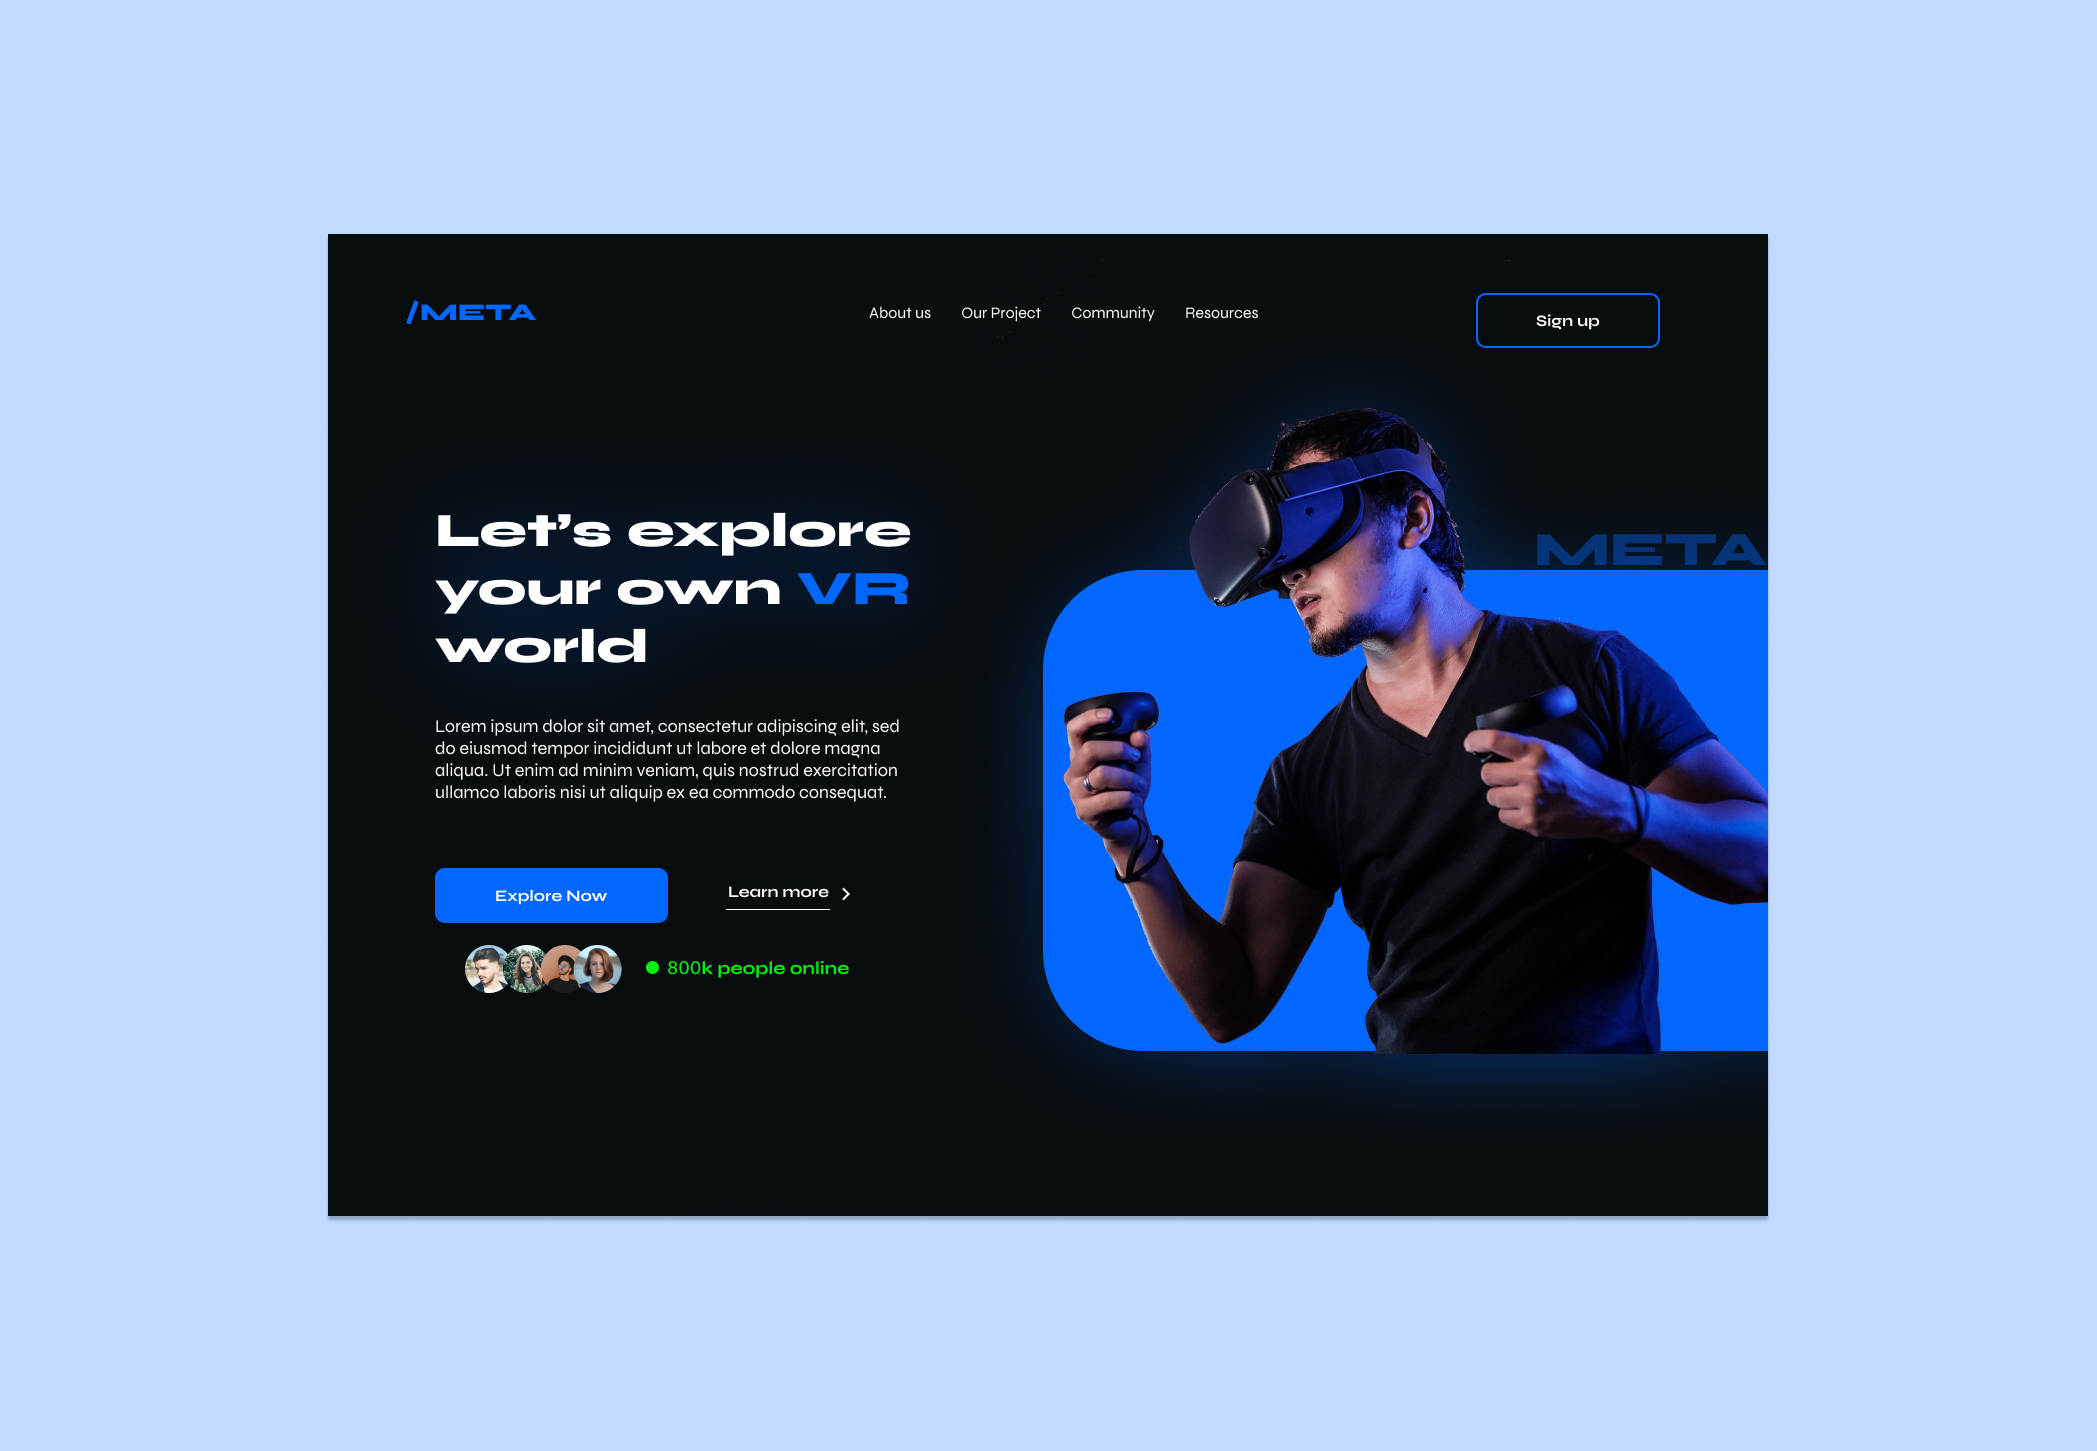 /META
About us
Our Project
Community
Resources
Sign up
Let’s explore
your own VR
world
META
Lorem ipsum dolor sit amet, consectetur adipiscing elit, sed
do eiusmod tempor incididunt ut labore et dolore magna
aliqua. Ut enim ad minim veniam, quis nostrud exercitation
ullamco laboris nisi ut aliquip ex ea commodo consequat.
Explore Now
Learn more
800k people online